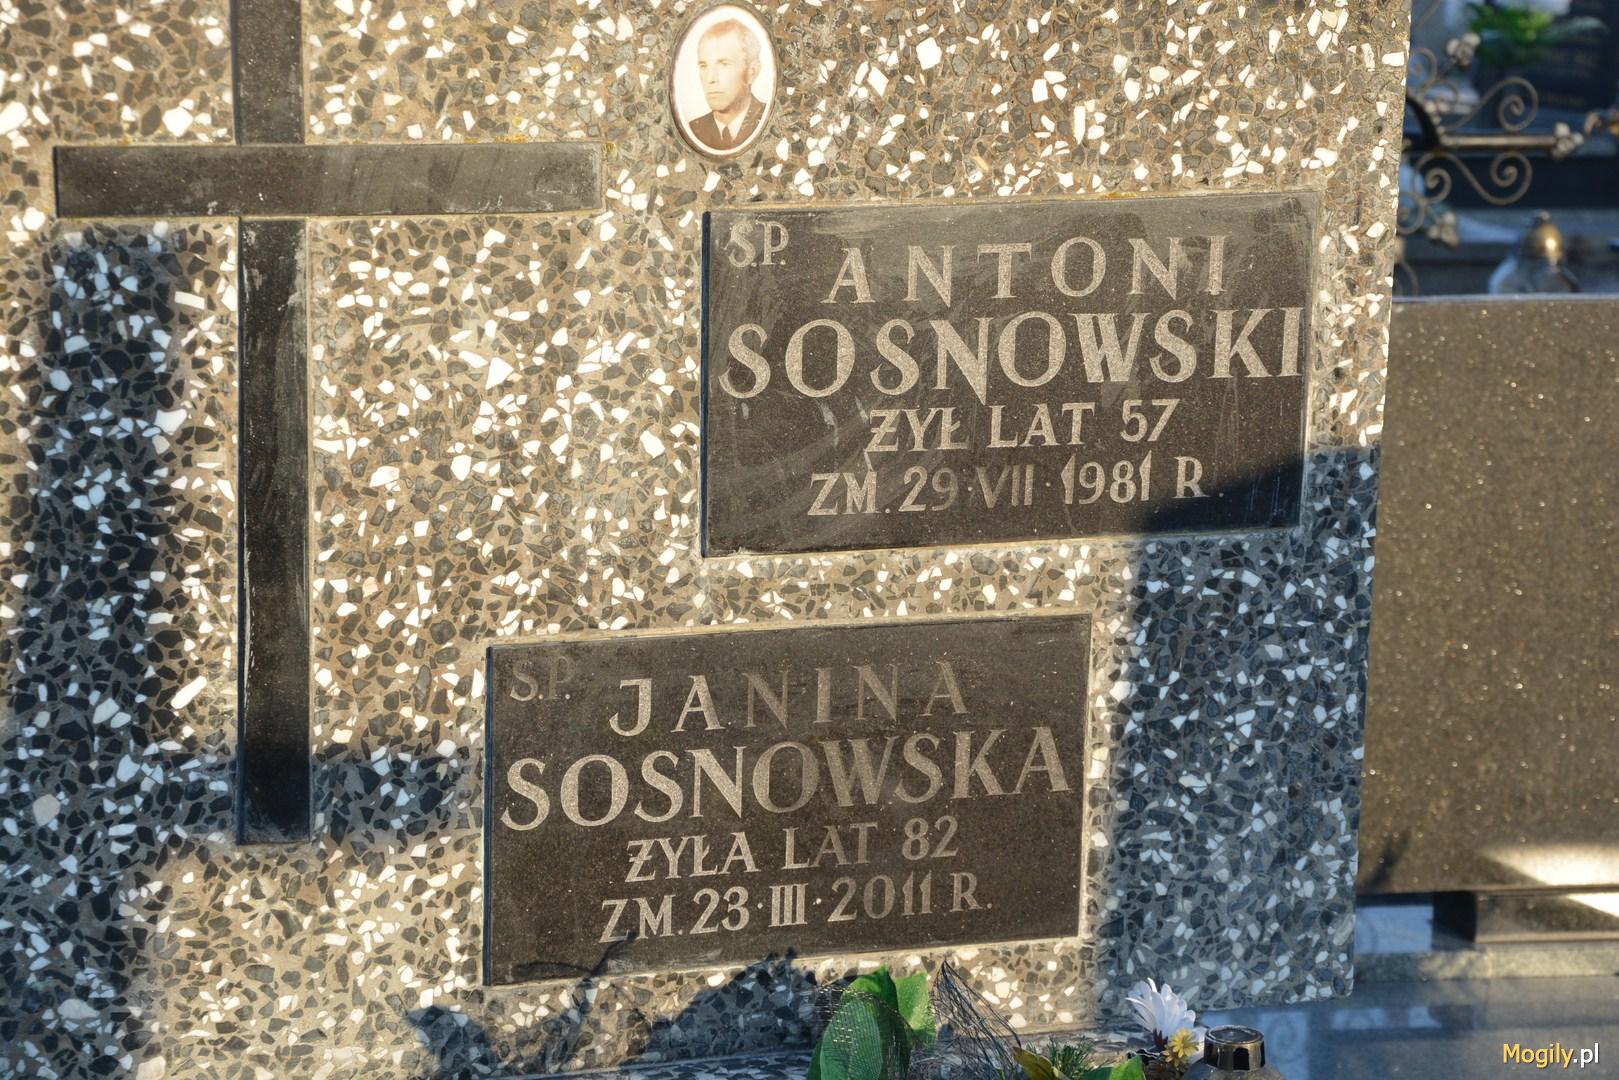 Ś.P.
ANTONI
SOSNOWSKI
ŻYŁ LAT 57
ZM. 29·VII·1981 R.
Ś.P.
JANINA
SOSNOWSKA
ŻYŁA LAT 82
ZM. 23·III·2011 R.
Mogily.pl